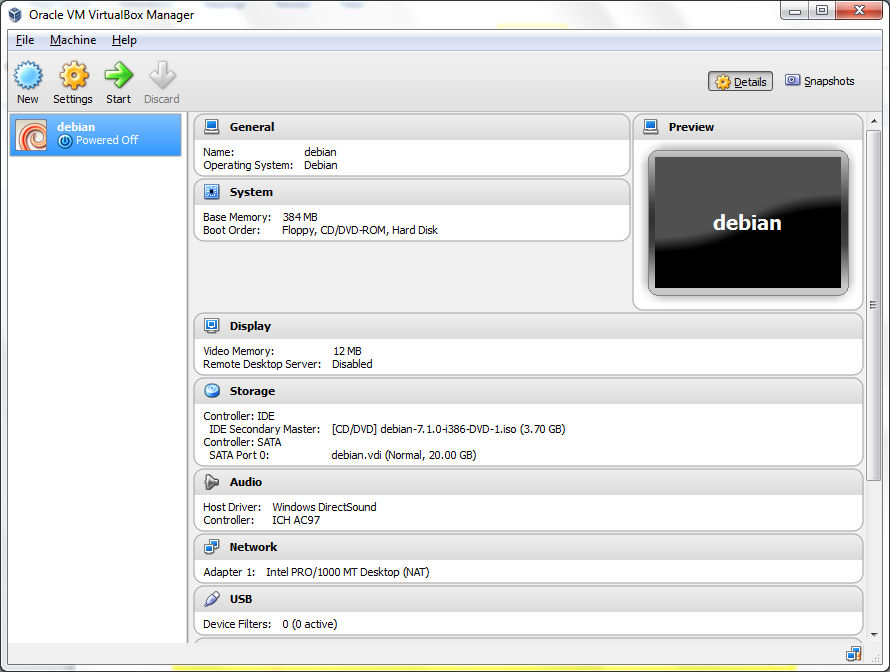 Oracle VM VirtualBox Manager
File Machine Help
New Settings Start Discard
Details Snapshots
debian
Powered Off
General
Name: debian
Operating System: Debian
System
Base Memory: 384 MB
Boot Order: Floppy, CD/DVD-ROM, Hard Disk
Preview
debian
Display
Video Memory: 12 MB
Remote Desktop Server: Disabled
Storage
Controller: IDE
IDE Secondary Master: [CD/DVD] debian-7.1.0-i386-DVD-1.iso (3.70 GB)
Controller: SATA
SATA Port 0: debian.vdi (Normal, 20.00 GB)
Audio
Host Driver: Windows DirectSound
Controller: ICH AC97
Network
Adapter 1: Intel PRO/1000 MT Desktop (NAT)
USB
Device Filters: 0 (0 active)